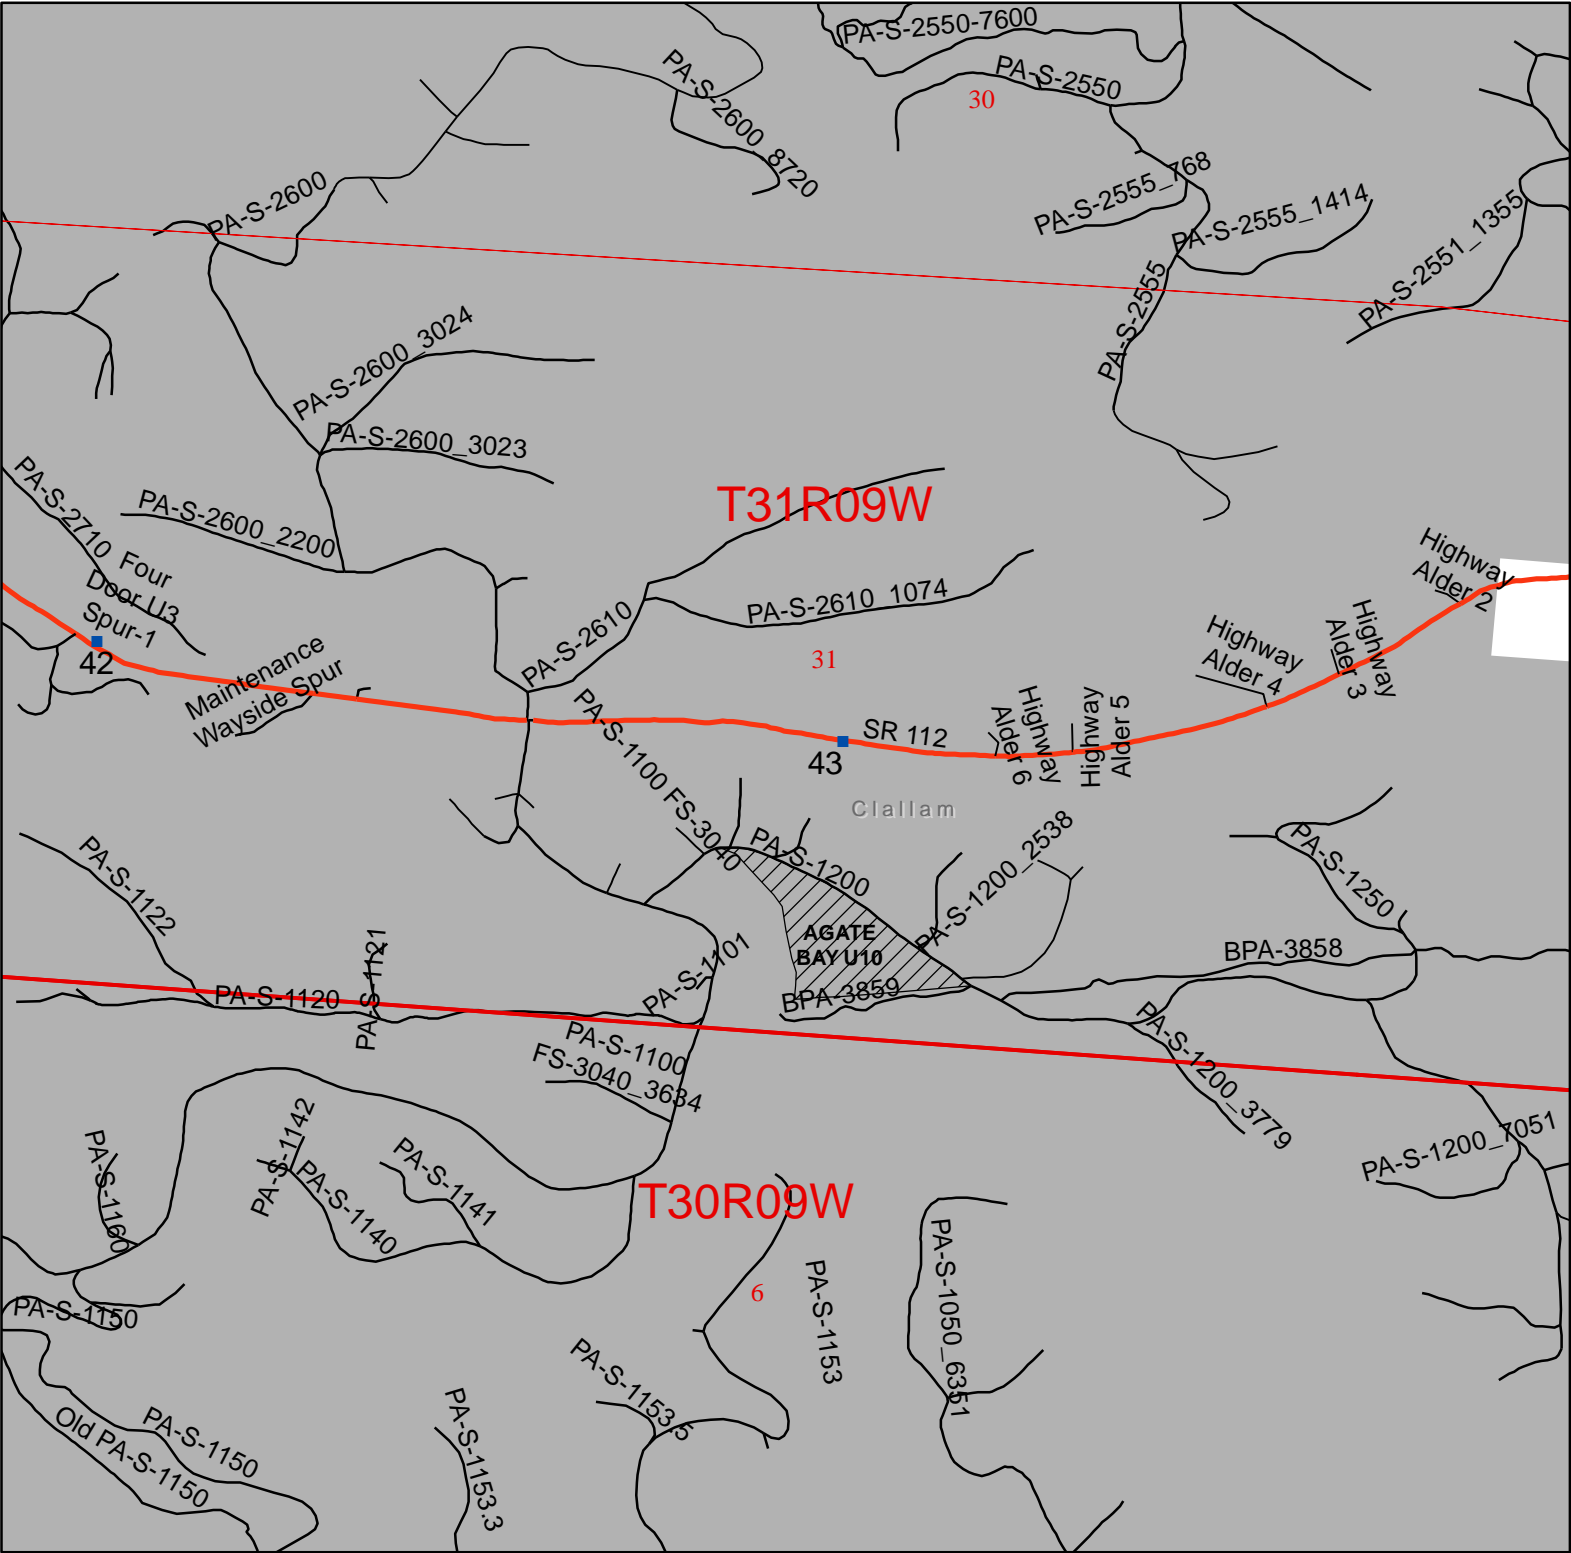 PA-S-2550-7600
PA-S-2550
30
PA-S-2600_8720
PA-S-2600
PA-S-2555_768
PA-S-2555_1414
PA-S-2551_1355
PA-S-2555
PA-S-2600_3024
PA-S-2600_3023
PA-S-2710
PA-S-2600_2200
T31R09W
Four
Door U3
Spur-1
42
Maintenance
Wayside Spur
PA-S-2610
PA-S-2610_1074
31
Highway
Alder 2
Highway
Alder 3
Highway
Alder 4
Highway
Alder 5
Highway
Alder 6
SR 112
43
PA-S-1100 FS-3040
Clallam
PA-S-1200
PA-S-1200_2538
PA-S-1250
PA-S-1122
PA-S-1121
PA-S-1120
PA-S-1101
AGATE
BAY U10
BPA-3859
BPA-3858
PA-S-1100
FS-3040_3634
PA-S-1200_3779
PA-S-1200_7051
PA-S-1160
PA-S-1142
PA-S-1140
PA-S-1141
T30R09W
6
PA-S-1153
PA-S-1050_6351
PA-S-1150
PA-S-1153.5
PA-S-1153.3
PA-S-1150
Old PA-S-1150